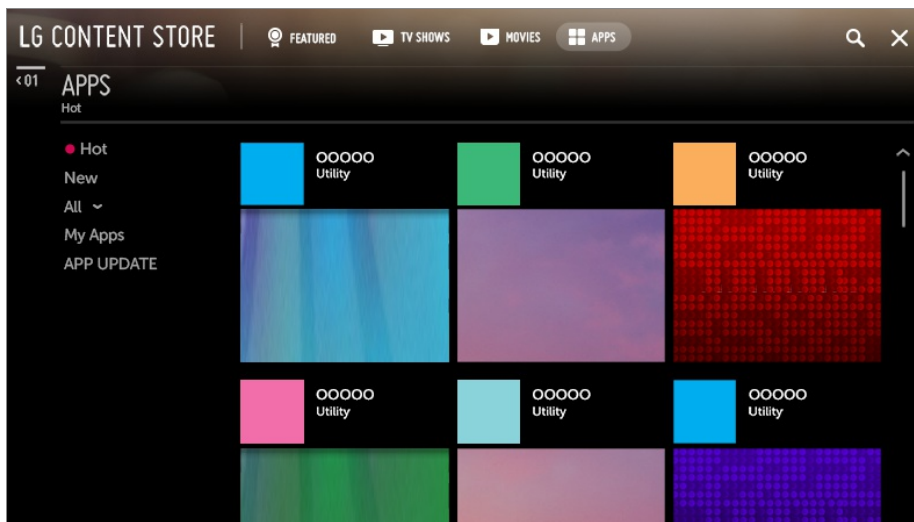 LG CONTENT STORE FEATURED TV SHOWS MOVIES APPS
<01 APPS
Hot
Hot
New
All
My Apps
APP UPDATE
OOOOO
Utility
OOOOO
Utility
OOOOO
Utility
OOOOO
Utility
OOOOO
Utility
OOOOO
Utility